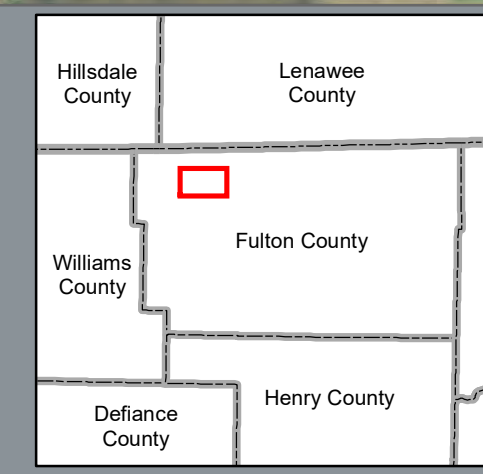 Hillsdale
County
Lenawee
County
Fulton County
Williams
County
Henry County
Defiance
County